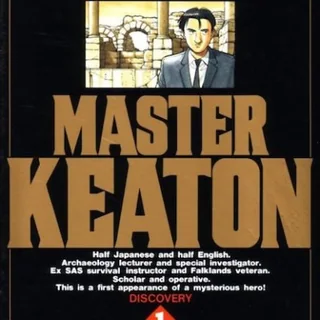 MASTER
KEATON
Half Japanese and half English.
Archaeology lecturer and special investigator.
Ex SAS survival instructor and Falklands veteran.
Scholar and operative.
This is a first appearance of a mysterious hero!
DISCOVERY
1